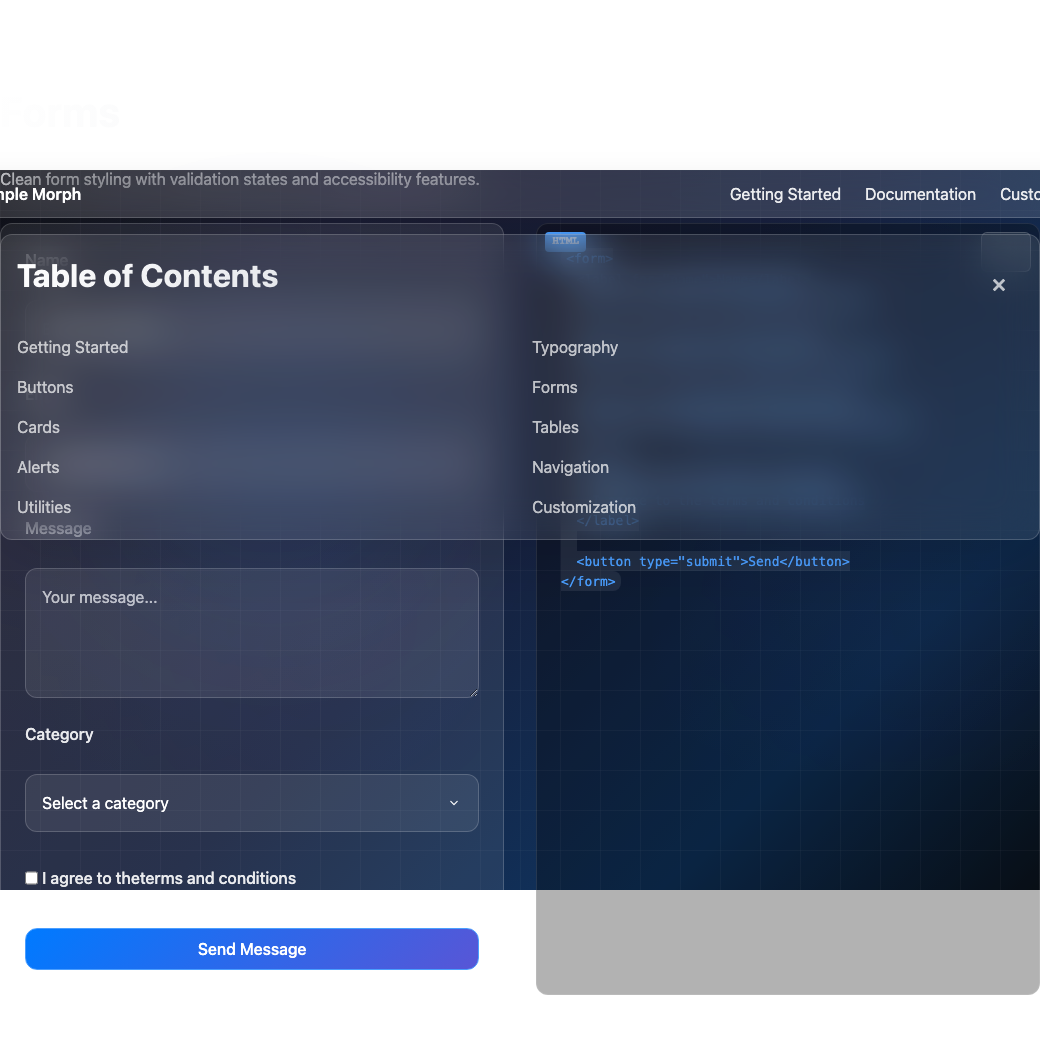 orms
Clean form styling with validation states and accessibility features.
ple Morph
Getting Started
Documentation
Custo
Name
HTML
<form>
Table of Contents
×
Getting Started
Typography
Buttons
Forms
Cards
Tables
Alerts
Navigation
Utilities
Customization
Message
</label>
<button type="submit">Send</button>
</form>
Your message...
Category
Select a category
I agree to theterms and conditions
Send Message